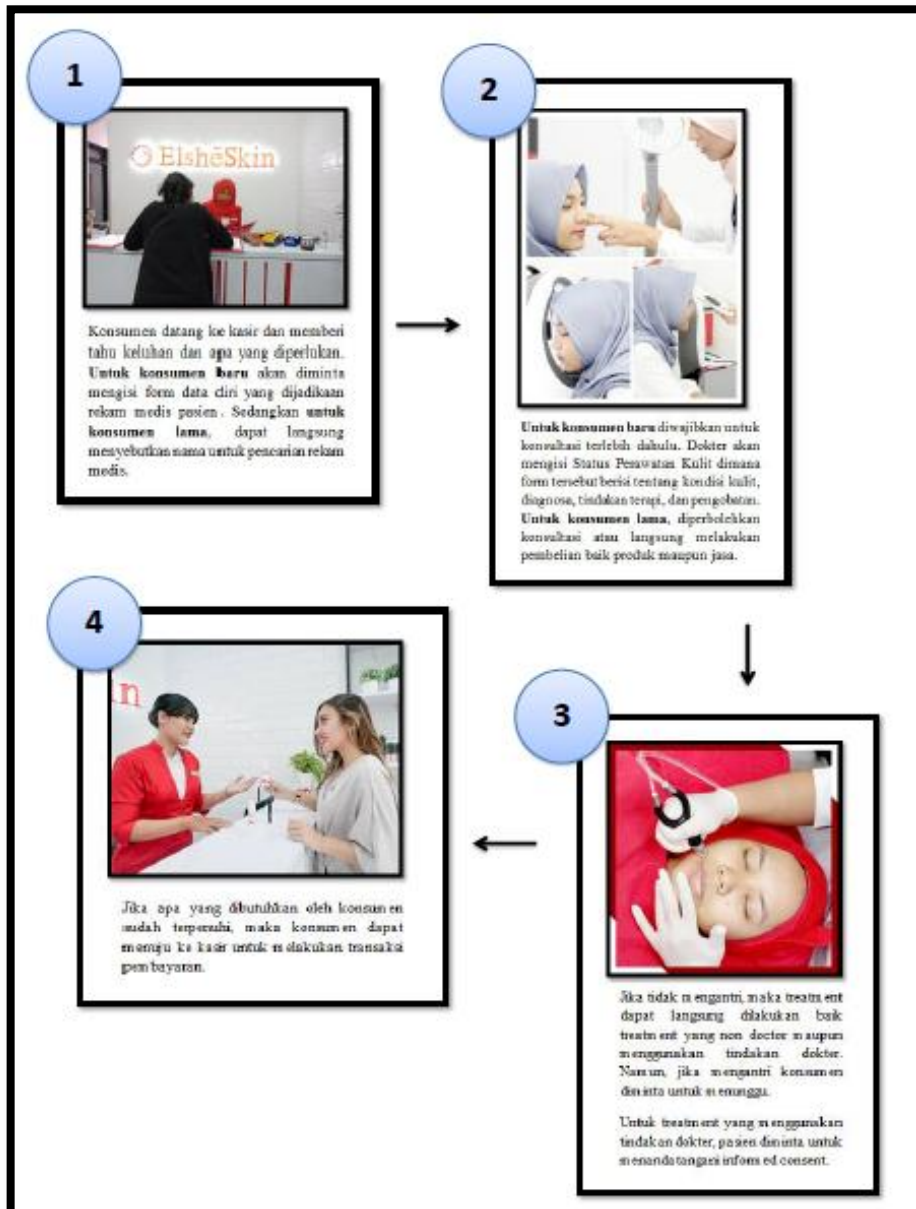 1
ElsheSkin
Konsumen datang ke kasir dan memberi
tahu keluhan dan apa yang diperlukan.
Untuk konsumen baru akan diminta
mengisi form data diri yang dijadikaan
rekam medis pasien. Sedangkan untuk
konsumen lama, dapat langsung
menyebutkan nama untuk pencarian rekam
medis.
2
Untuk konsumen baru diwajibkan untuk
konsultasi terlebih dahulu. Dokter akan
mengisi Status Perawatan Kulit dimana
form tersebut berisi tentang kondisi kulit,
diagnosa, tindakan terapi, dan pengobatan.
Untuk konsumen lama, diperbolehkan
konsultasi atau langsung melakukan
pembelian baik produk maupun jasa.
3
Jika tidak mengantri, maka treatment
dapat langsung dilakukan baik
treatment yang non doctor maupun
menggunakan tindakan dokter.
Namun, jika mengantri konsumen
diminta untuk menunggu.
Untuk treatment yang menggunakan
tindakan dokter, pasien diminta untuk
menandatangani informed consent.
4
in
Jika apa yang dibutuhkan oleh konsumen
sudah terpenuhi, maka konsumen dapat
menuju ke kasir untuk melakukan transaksi
pembayaran.